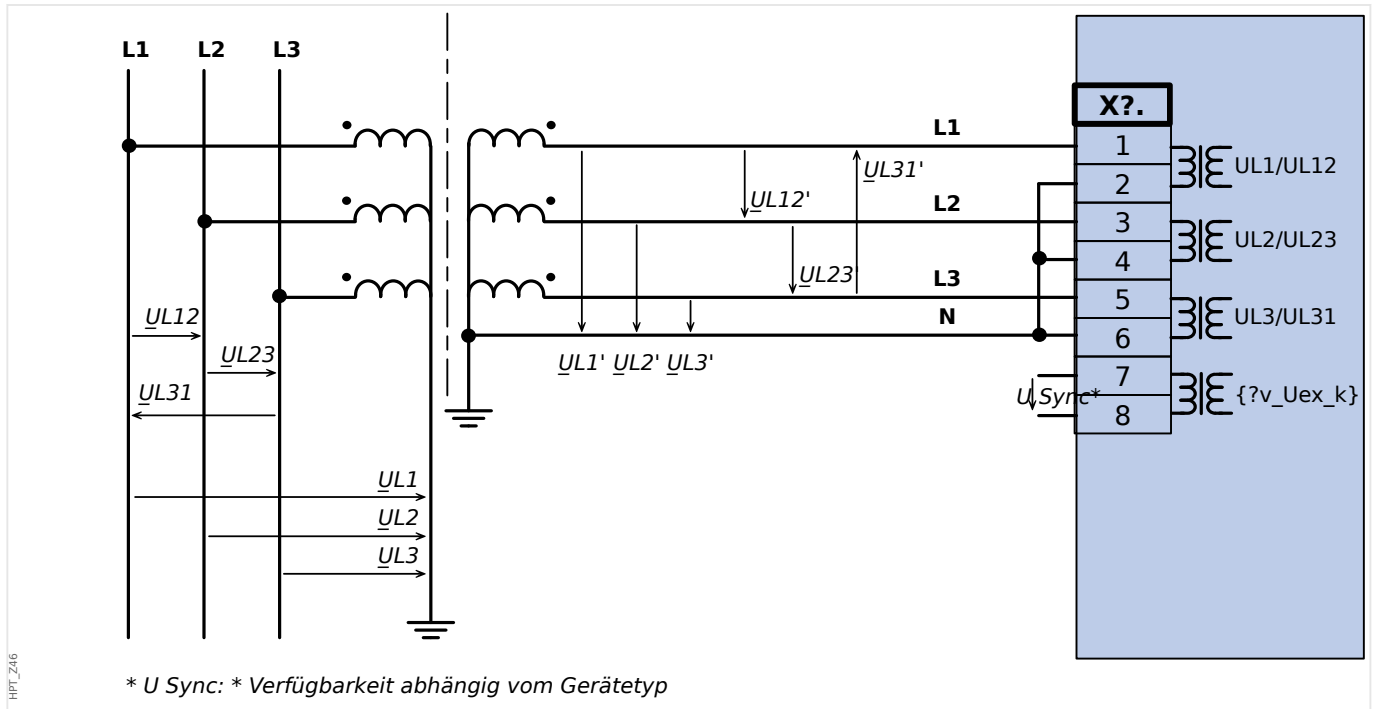 L1 L2 L3
X?.
L1
1
UL1/UL12
UL31'
2
UL12'
L2
3
UL2/UL23
4
UL23'
L3
5
UL3/UL31
UL12
N
6
UL23
UL1' UL2' UL3'
7
UL31
U Sync*
{?v_Uex_k}
8
UL1
UL2
UL3
HPT_Z46
* U Sync: * Verfügbarkeit abhängig vom Gerätetyp